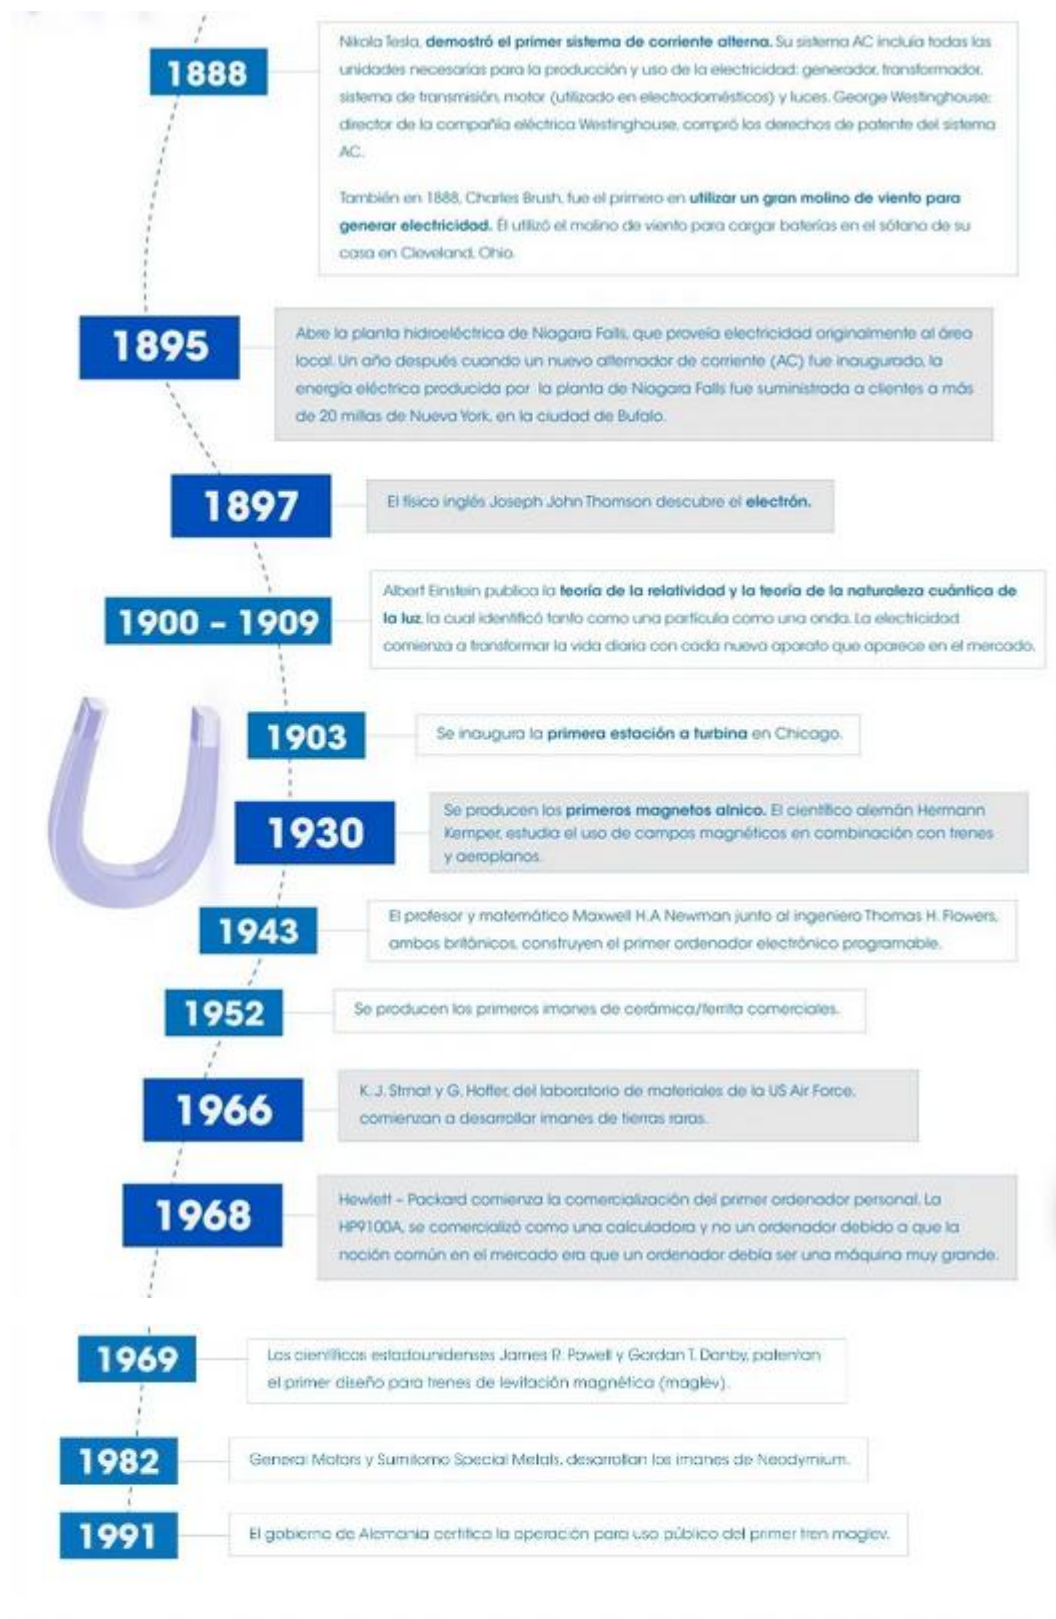 1888
Nikola Tesla, demostró el primer sistema de corriente alterna. Su sistema AC incluía todas las
unidades necesarias para la producción y uso de la electricidad: generador, transformador,
sistema de transmisión, motor (utilizado en electrodomésticos) y luces. George Westinghouse;
director de la compañía eléctrica Westinghouse, compró los derechos de patente del sistema
AC.
También en 1888, Charles Brush, fue el primero en utilizar un gran molino de viento para
generar electricidad. Él utilizó el molino de viento para cargar baterías en el sótano de su
casa en Cleveland, Ohio.
1895
Abre la planta hidroeléctrica de Niagara Falls, que proveía electricidad originalmente al área
local. Un año después cuando un nuevo alternador de corriente (AC) fue inaugurado, la
energía eléctrica producida por la planta de Niagara Falls fue suministrada a clientes a más
de 20 millas de Nueva York, en la ciudad de Bufalo.
1897
El físico inglés Joseph John Thomson descubre el electrón.
1900 - 1909
Albert Einstein publica la teoría de la relatividad y la teoría de la naturaleza cuántica de
la luz, la cual identificó tanto como una partícula como una onda. La electricidad
comienza a transformar la vida diaria con cada nuevo aparato que aparece en el mercado.
1903
Se inaugura la primera estación a turbina en Chicago.
1930
Se producen los primeros magnetos alnico. El científico alemán Hermann
Kemper, estudia el uso de campos magnéticos en combinación con trenes
y aeroplanos.
1943
El profesor y matemático Maxwell H.A Newman junto al ingeniero Thomas H. Flowers,
ambos británicos, construyen el primer ordenador electrónico programable.
1952
Se producen los primeros imanes de cerámica/ferrita comerciales.
1966
K. J. Strnat y G. Hoffer, del laboratorio de materiales de la US Air Force,
comienzan a desarrollar imanes de tierras raras.
1968
Hewlett - Packard comienza la comercialización del primer ordenador personal. La
HP9100A, se comercializó como una calculadora y no un ordenador debido a que la
noción común en el mercado era que un ordenador debía ser una máquina muy grande.
1969
Los científicos estadounidenses James R. Powell y Gordan T. Danby, patentan
el primer diseño para trenes de levitación magnética (maglev).
1982
General Motors y Sumitomo Special Metals, desarrollan los imanes de Neodymium.
1991
El gobierno de Alemania certifica la operación para uso público del primer tren maglev.